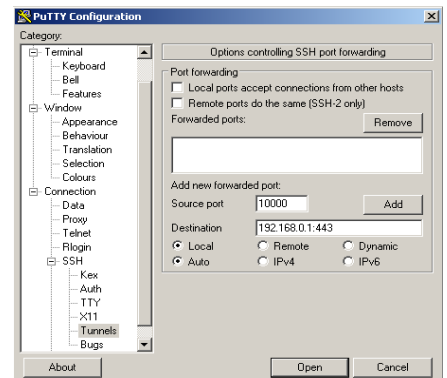 PuTTY Configuration
Category:
Terminal
Keyboard
Bell
Features
Window
Appearance
Behaviour
Translation
Selection
Colours
Connection
Data
Proxy
Telnet
Rlogin
SSH
Kex
Auth
TTY
X11
Tunnels
Bugs
Options controlling SSH port forwarding
Port forwarding
Local ports accept connections from other hosts
Remote ports do the same (SSH-2 only)
Forwarded ports:
Remove
Add new forwarded port:
Source port 10000 Add
Destination 192.168.0.1:443
Local Remote Dynamic
Auto IPv4 IPv6
About Open Cancel